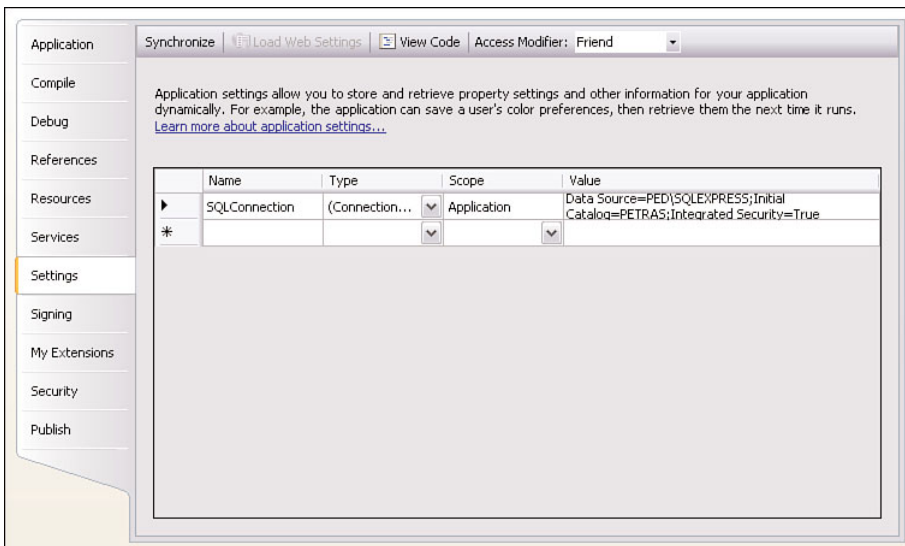 Application
Compile
Debug
References
Resources
Services
Settings
Signing
My Extensions
Security
Publish
Synchronize Load Web Settings View Code Access Modifier: Friend
Application settings allow you to store and retrieve property settings and other information for your application
dynamically. For example, the application can save a user's color preferences, then retrieve them the next time it runs.
Learn more about application settings...
Name Type Scope Value
SQLConnection (Connection... Application Data Source=PED\SQLEXPRESS;Initial
Catalog=PETRAS;Integrated Security=True